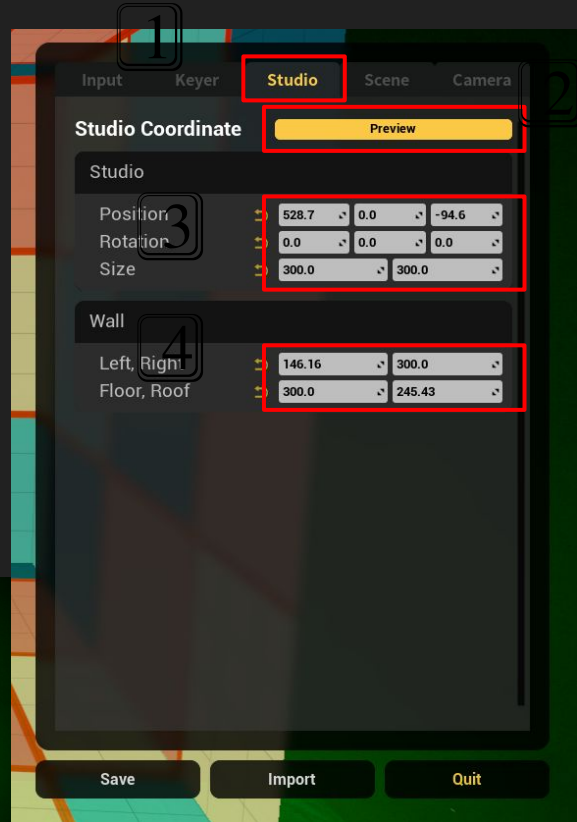 1
Input Keyer Studio Scene Camera
2
Studio Coordinate Preview
Studio
3
Position 528.7 0.0 -94.6
Rotation 0.0 0.0 0.0
Size 300.0 300.0
Wall
4
Left, Right 146.16 300.0
Floor, Roof 300.0 245.43
Save Import Quit